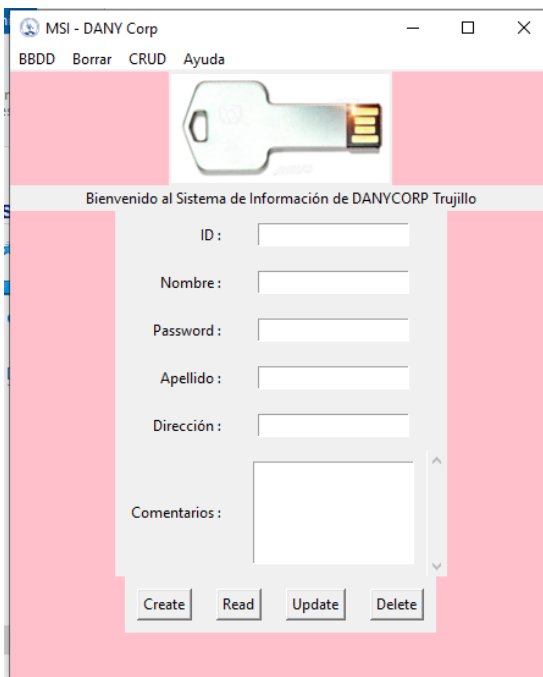 MSI - DANY Corp
BBDD Borrar CRUD Ayuda
Bienvenido al Sistema de Información de DANYCORP Trujillo
ID :
Nombre :
Password :
Apellido :
Dirección :
Comentarios :
Create Read Update Delete